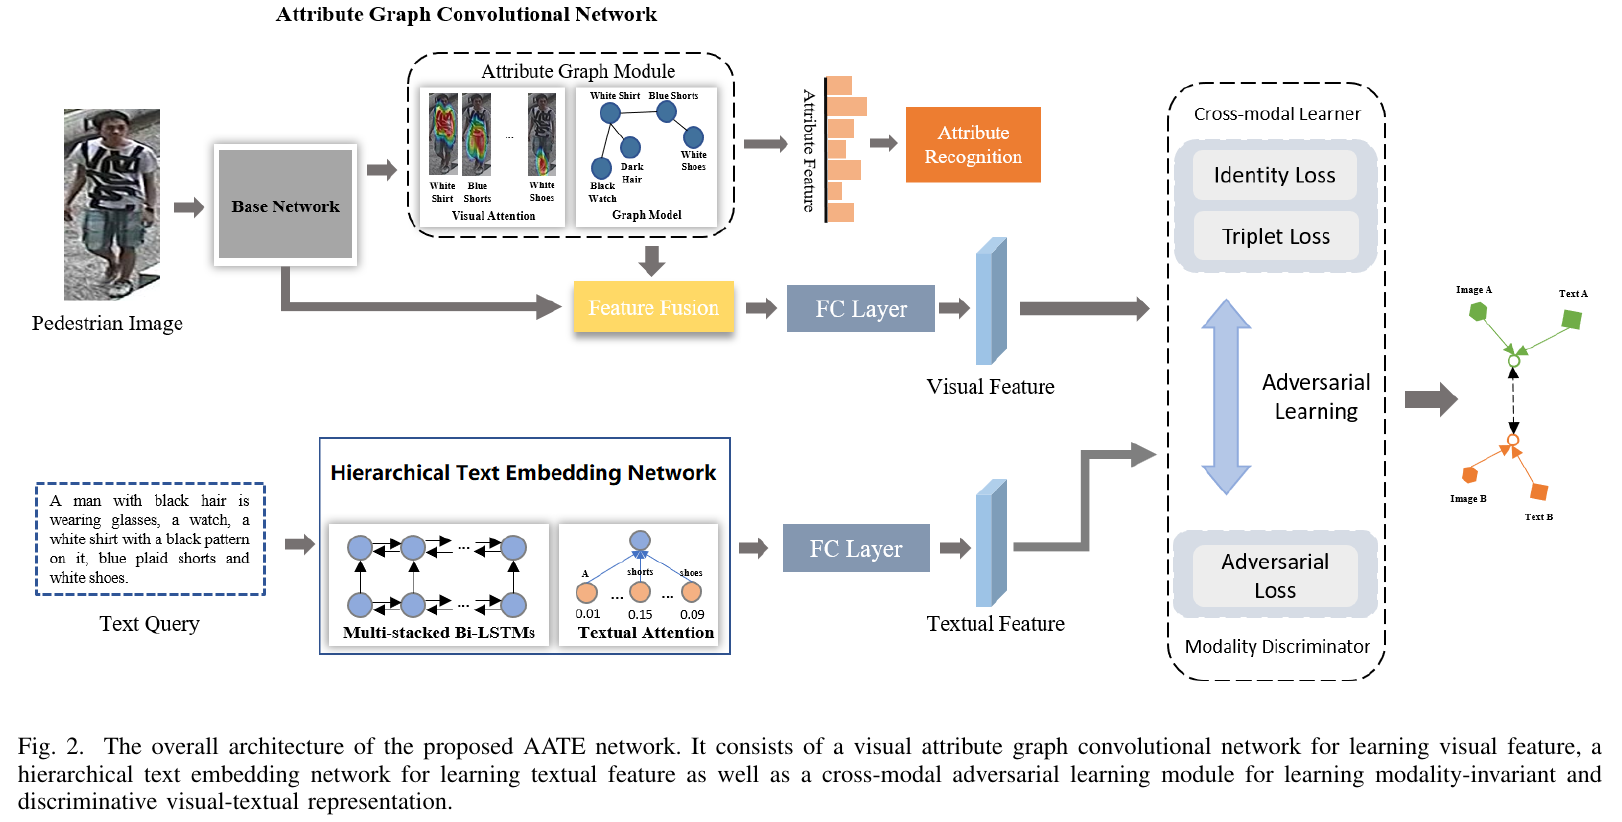 Attribute Graph Convolutional Network
Attribute Graph Module
White Shirt
Blue Shorts
Dark
Hair
White
Shoes
Black
Watch
Graph Model
White
Shirt
Blue
Shorts
...
White
Shoes
Visual Attention
Base Network
Pedestrian Image
Attribute Feature
Attribute
Recognition
Feature Fusion
FC Layer
Visual Feature
Cross-modal Learner
Identity Loss
Triplet Loss
Adversarial
Learning
Adversarial
Loss
Modality Discriminator
Image A
Text A
Image B
Text B
Hierarchical Text Embedding Network
A man with black hair is
wearing glasses, a watch, a
white shirt with a black pattern
on it, blue plaid shorts and
white shoes.
Text Query
...
...
Multi-stacked Bi-LSTMs
A
shorts
shoes
... ...
0.01 0.15 0.09
Textual Attention
FC Layer
Textual Feature
Fig. 2. The overall architecture of the proposed AATE network. It consists of a visual attribute graph convolutional network for learning visual feature, a
hierarchical text embedding network for learning textual feature as well as a cross-modal adversarial learning module for learning modality-invariant and
discriminative visual-textual representation.